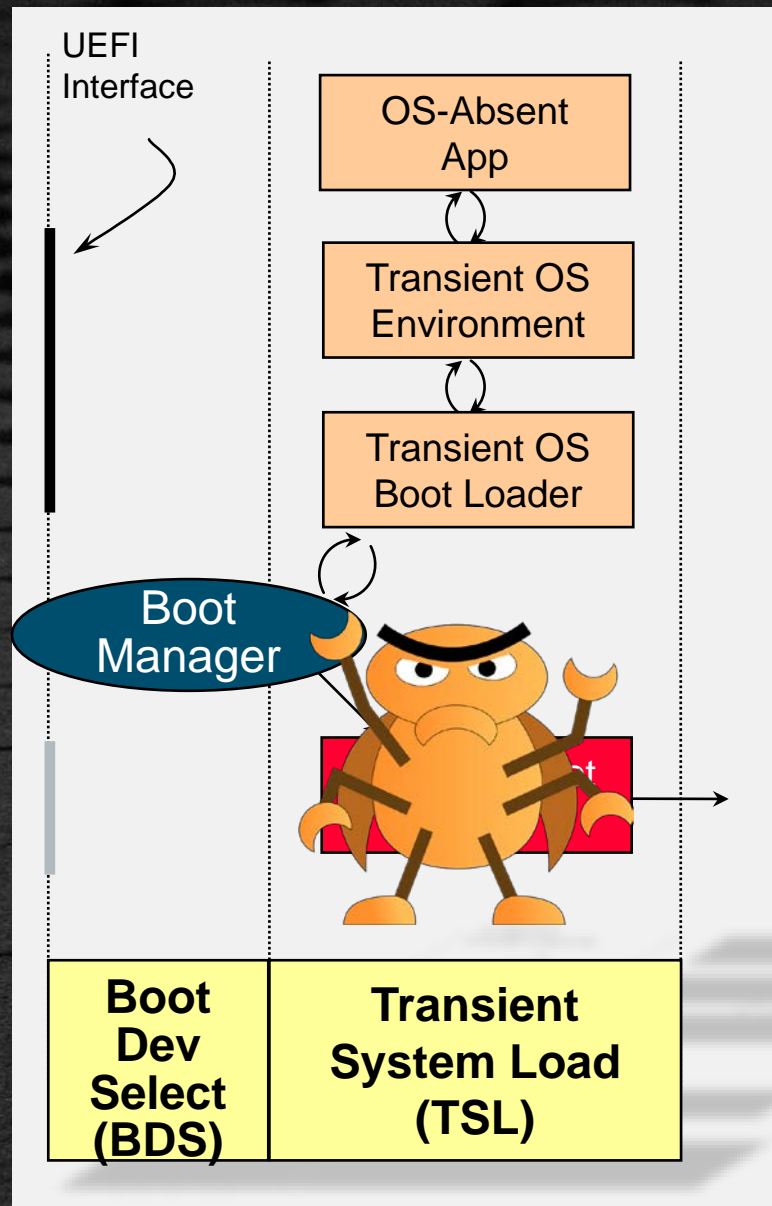 UEFI
Interface
OS-Absent
App
Transient OS
Environment
Transient OS
Boot Loader
Boot
Manager
Boot
Dev
Select
(BDS)
Transient
System Load
(TSL)